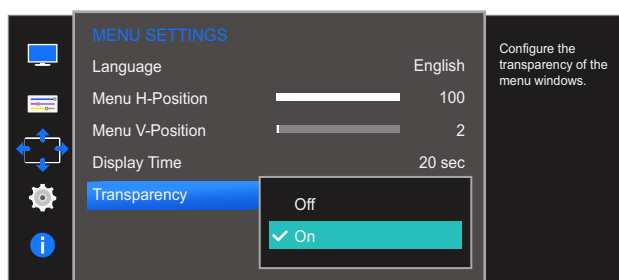 MENU SETTINGS
Language English
Menu H-Position 100
Menu V-Position 2
Display Time 20 sec
Transparency
Off
On
Configure the
transparency of the
menu windows.